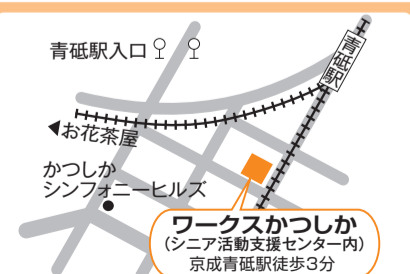 青砥駅入口
青砥駅
◀お花茶屋
かつしか
シンフォニーヒルズ
ワークスかつしか
(シニア活動支援センター内)
京成青砥駅徒歩3分